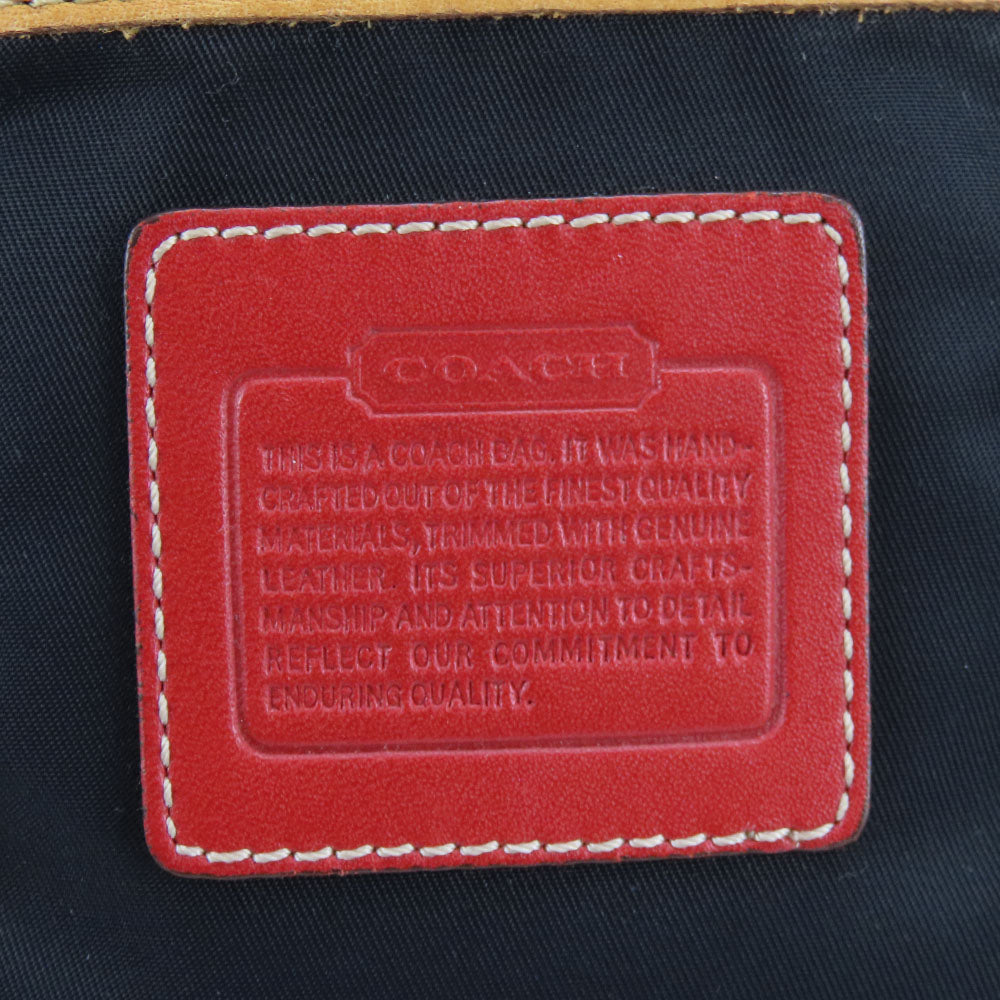 COACH
THIS IS A COACH BAG. IT WAS HAND-
CRAFTED OUT OF THE FINEST QUALITY
MATERIALS, TRIMMED WITH GENUINE
LEATHER. ITS SUPERIOR CRAFTS-
MANSHIP AND ATTENTION TO DETAIL
REFLECT OUR COMMITMENT TO
ENDURING QUALITY.